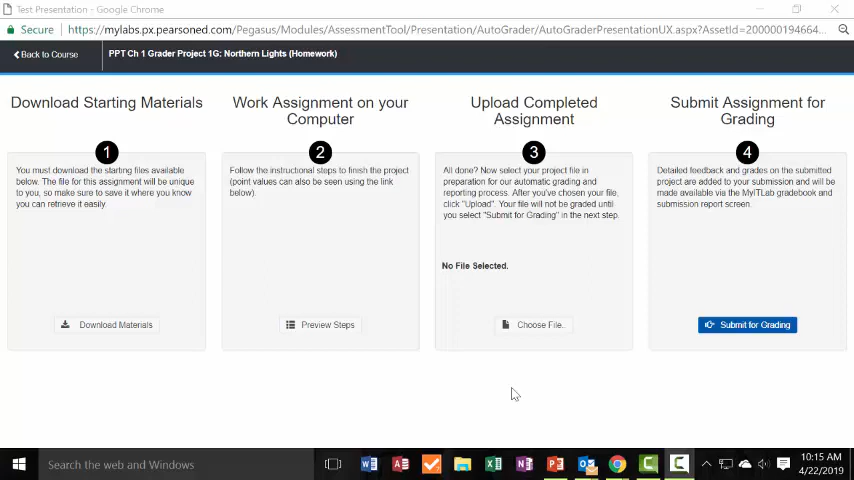 Test Presentation - Google Chrome
Secure https://mylabs.px.pearsoned.com/Pegasus/Modules/AssessmentTool/Presentation/AutoGrader/AutoGraderPresentationUX.aspx?AssetId=200000194664...
Back to Course PPT Ch 1 Grader Project 1G: Northern Lights (Homework)
Download Starting Materials
1
You must download the starting files available
below. The file for this assignment will be unique
to you, so make sure to save it where you know
you can retrieve it easily.
Download Materials
Work Assignment on your
Computer
2
Follow the instructional steps to finish the project
(point values can also be seen using the link
below).
Preview Steps
Upload Completed
Assignment
3
All done? Now select your project file in
preparation for our automatic grading and
reporting process. After you've chosen your file,
click "Upload". Your file will not be graded until
you select "Submit for Grading" in the next step.
No File Selected.
Choose File..
Submit Assignment for
Grading
4
Detailed feedback and grades on the submitted
project are added to your submission and will be
made available via the MyITLab gradebook and
submission report screen.
Submit for Grading
Search the web and Windows
10:15 AM
4/22/2019